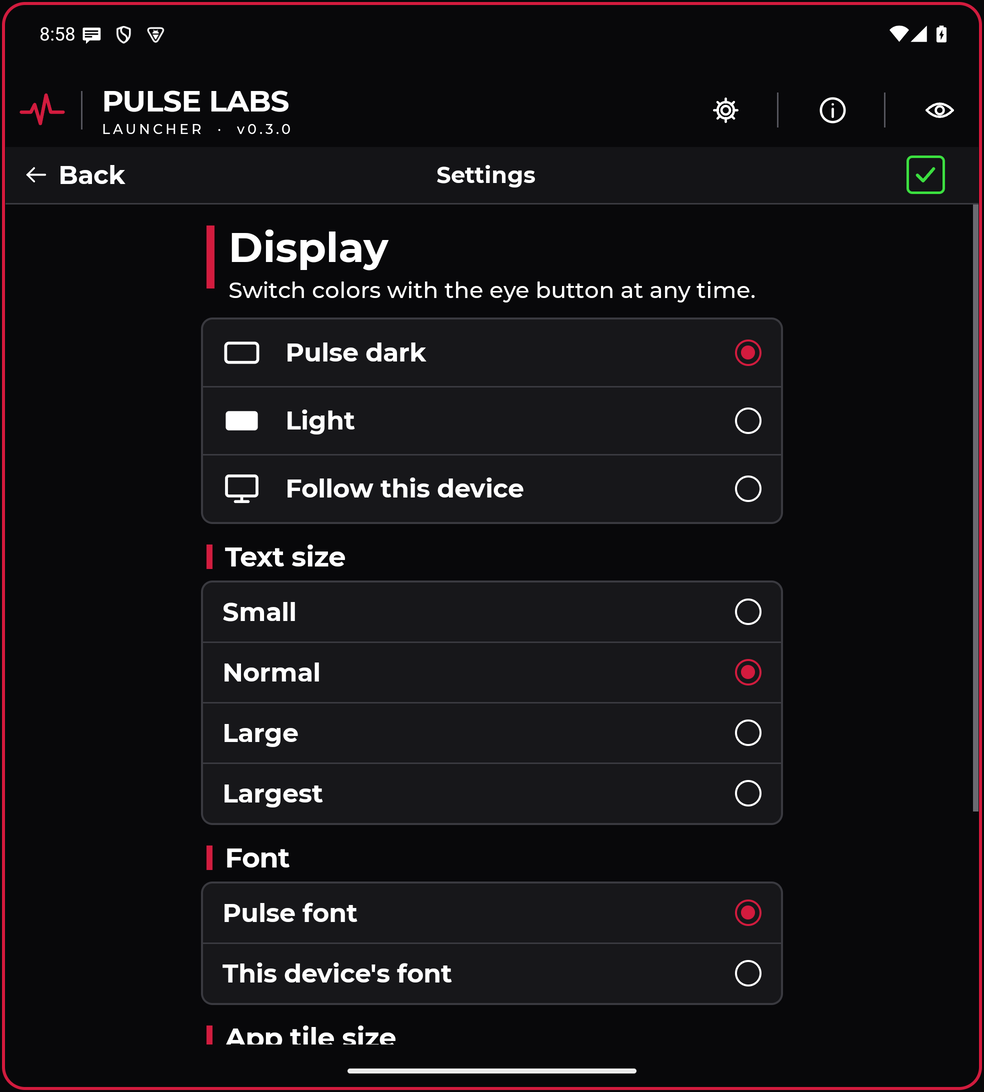 8:58
PULSE LABS
LAUNCHER · v0.3.0
Back
Settings
Display
Switch colors with the eye button at any time.
Pulse dark
Light
Follow this device
Text size
Small
Normal
Large
Largest
Font
Pulse font
This device's font
App tile size